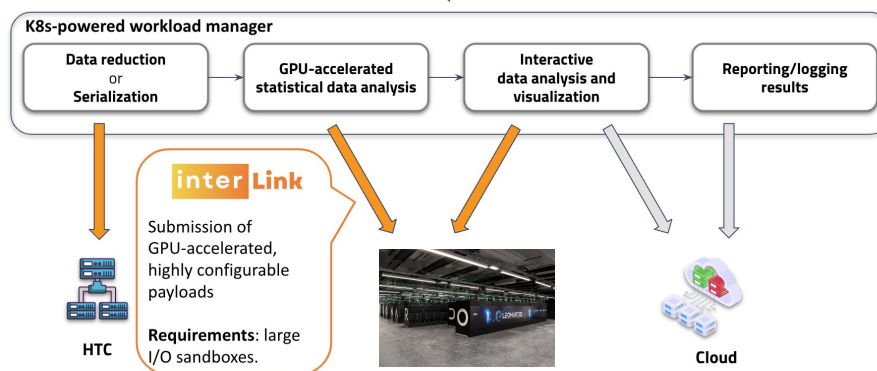 K8s-powered workload manager
Data reduction
or
Serialization
GPU-accelerated
statistical data analysis
Interactive
data analysis and
visualization
Reporting/logging
results
inter Link
Submission of
GPU-accelerated,
highly configurable
payloads
Requirements: large
I/O sandboxes.
LEONARDO
HTC
Cloud